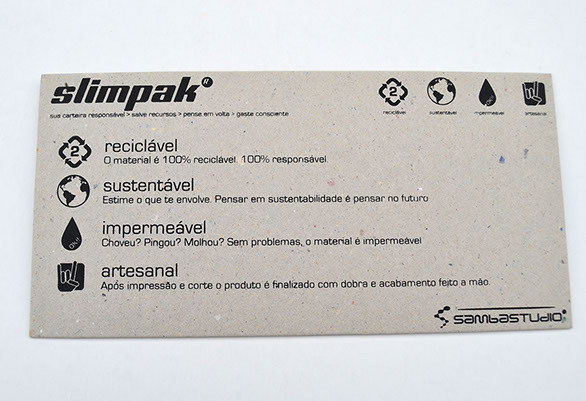 slimpak®
sua carteira responsável > salve recursos > pense em volta > gaste consciente
2
reciclável
sustentável
impermeável
artesanal
2
reciclável
O material é 100% reciclável. 100% responsável.
sustentável
Estime o que te envolve. Pensar em sustentabilidade é pensar no futuro
impermeável
Choveu? Pingou? Molhou? Sem problemas, o material é impermeável
artesanal
Após impressão e corte o produto é finalizado com dobra e acabamento feito a mão.
sambastudio